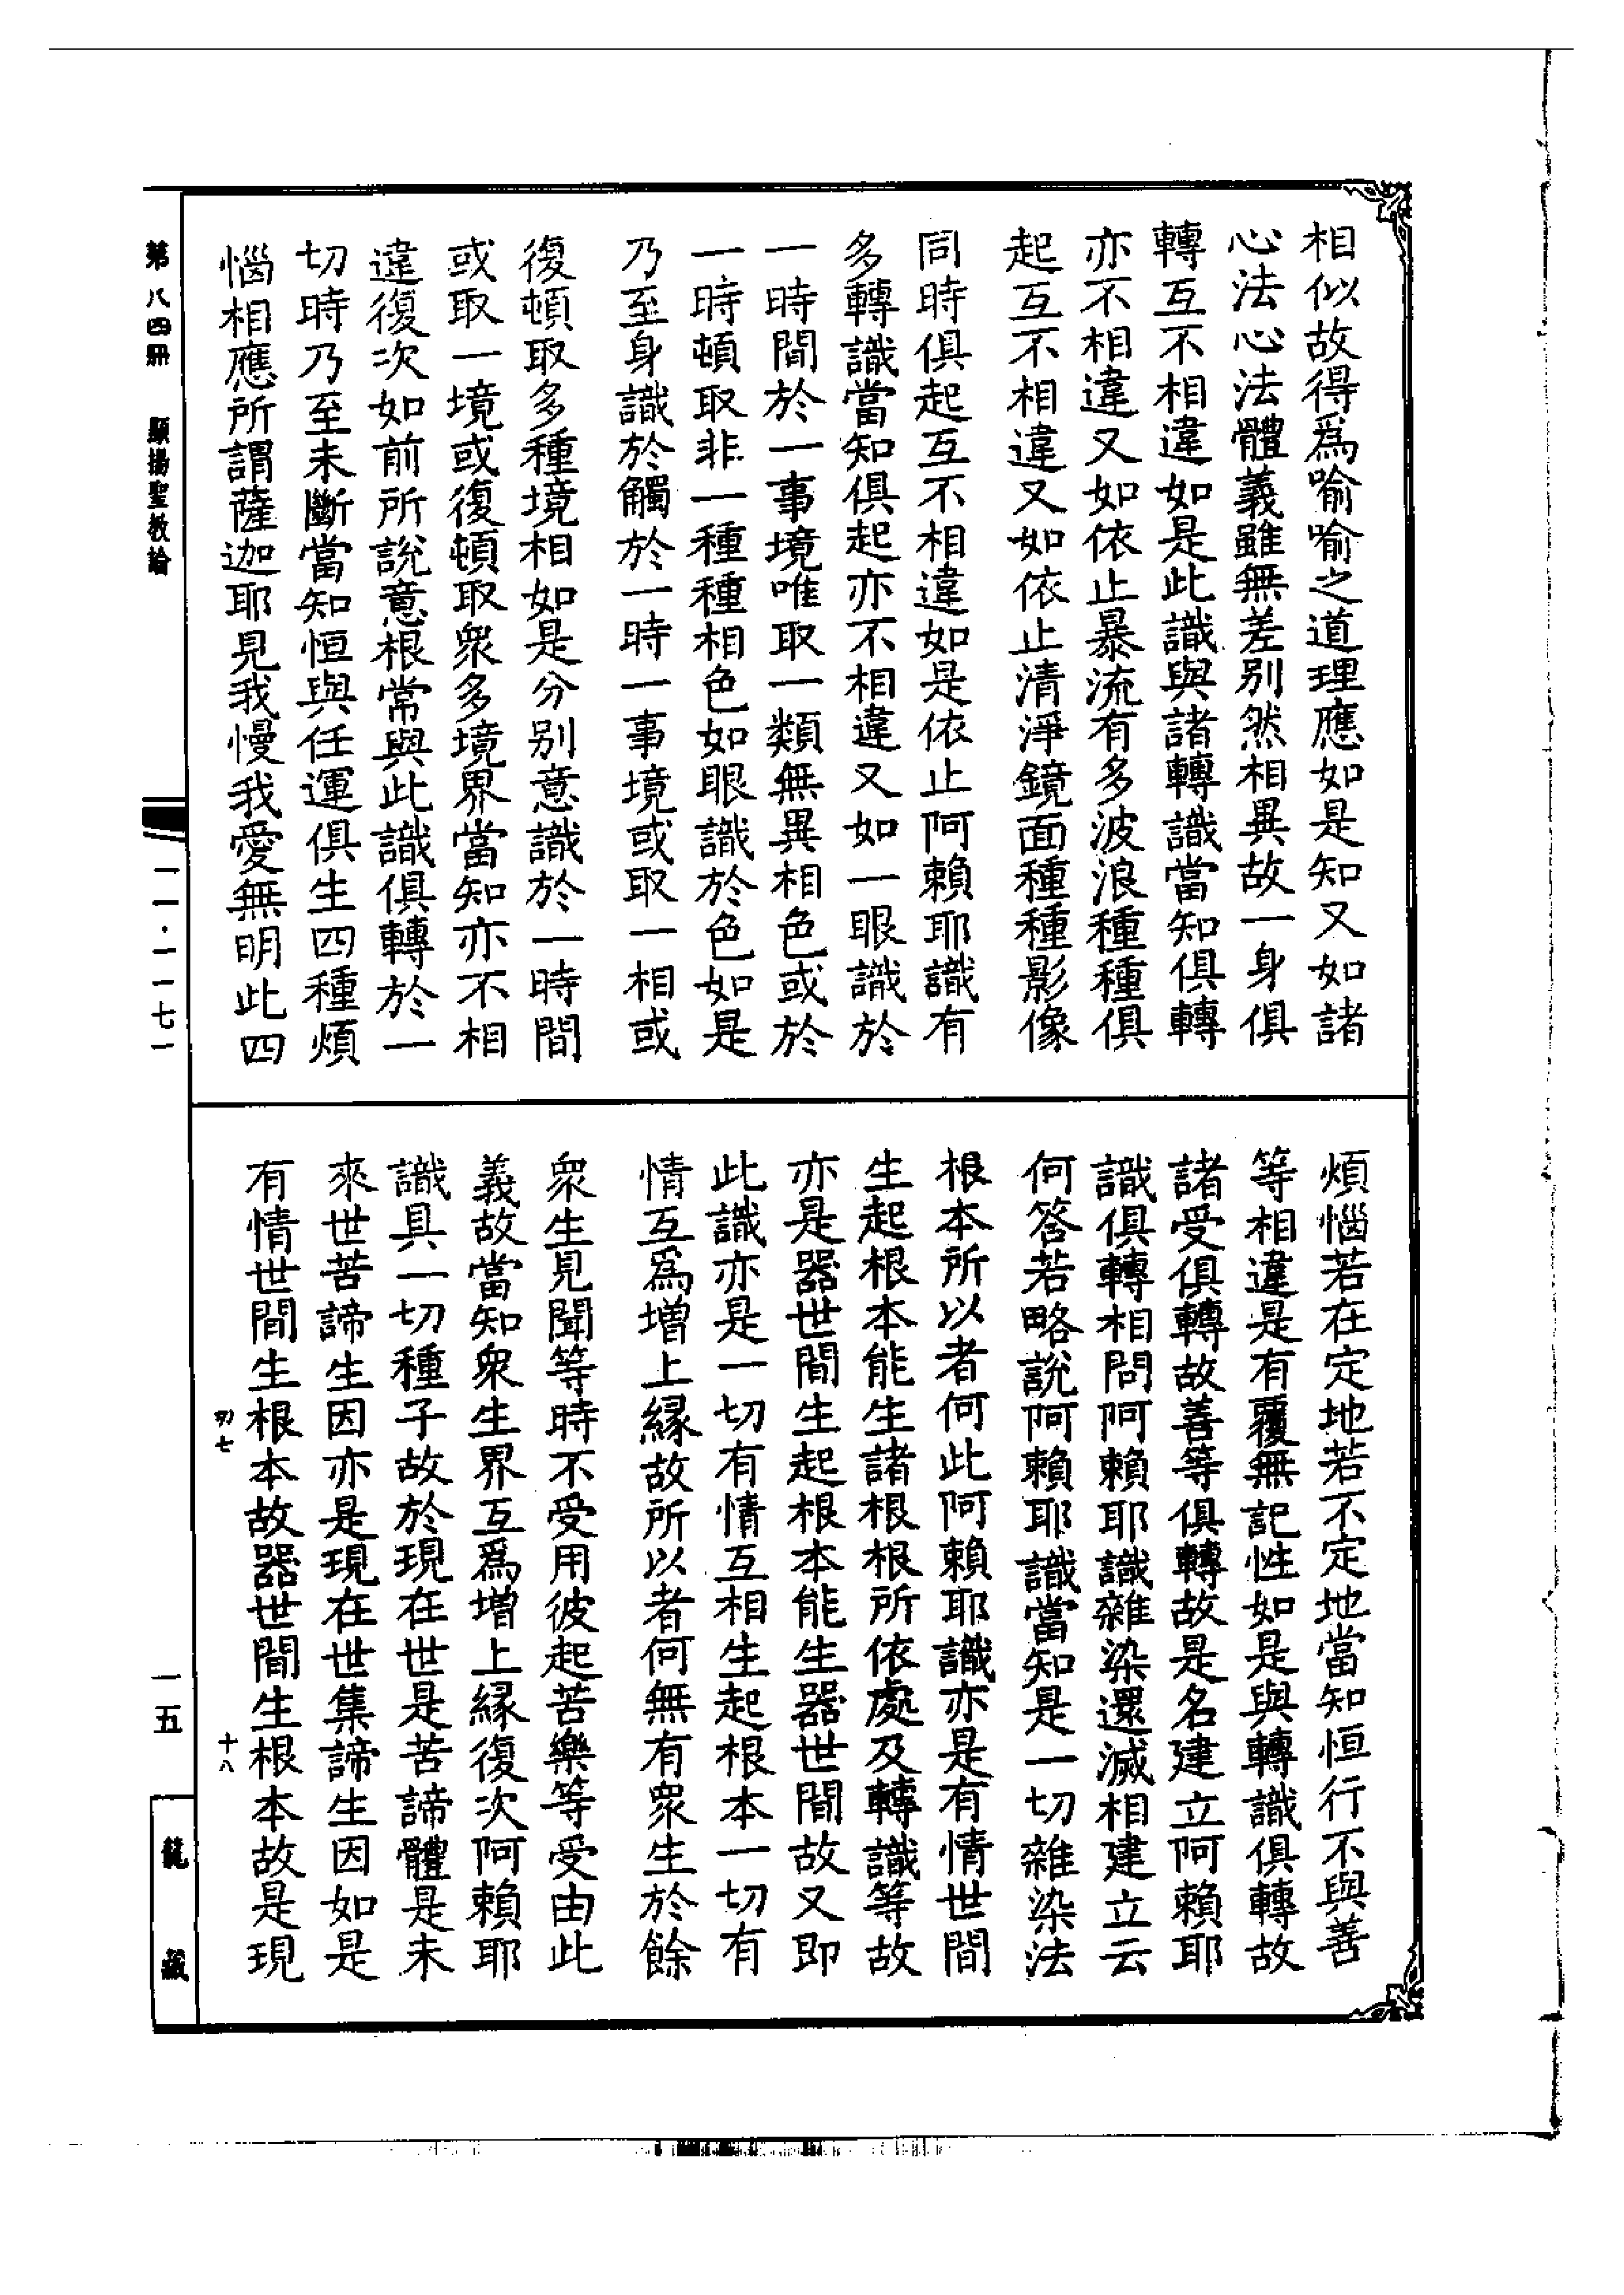 相似故得爲喻喻之道理應如是知又如諸
心法心法體義雖無差別然相異故一身俱
轉互不相違如是此識與諸轉識當知俱轉
亦不相違又如依止暴流有多波浪種種俱
起互不相違又如依止清淨鏡面種種影像
同時俱起互不相違如是依止阿賴耶識有
多轉識當知俱起亦不相違又如一眼識於
一時間於一事境唯取一類無異相色或於
一時頓取非一種種相色如眼識於色如是
乃至身識於觸於一時一事境或取一相或
復頓取多種境相如是分別意識於一時間
或取一境或復頓取衆多境界當知亦不相
違復次如前所說意根常與此識俱轉於一
切時乃至未斷當知恒與任運俱生四種煩
惱相應所謂薩迦耶見我慢我愛無明此四
煩惱若在定地若不定地當知恒行不與善
等相違是有覆無記性如是與轉識俱轉故
諸受俱轉故善等俱轉故是名建立阿賴耶
識俱轉相問阿賴耶識雜染還滅相建立云
何答若略說阿賴耶識當知是一切雜染法
根本所以者何此阿賴耶識亦是有情世間
生起根本能生諸根根所依處及轉識等故
亦是器世間生起根本能生器世間故又即
此識亦是一切有情互相生起根本一切有
情互爲增上緣故所以者何無有衆生於餘
衆生見聞等時不受用彼起苦樂等受由此
義故當知衆生界互爲增上緣復次阿賴耶
識具一切種子故於現在世是苦諦體是未
來世苦諦生因亦是現在世集諦生因如是
有情世間生根本故器世間生根本故是現
刕七 十八
第八四冊 顯揚聖教論
一一·一一七一
一五
龍藏